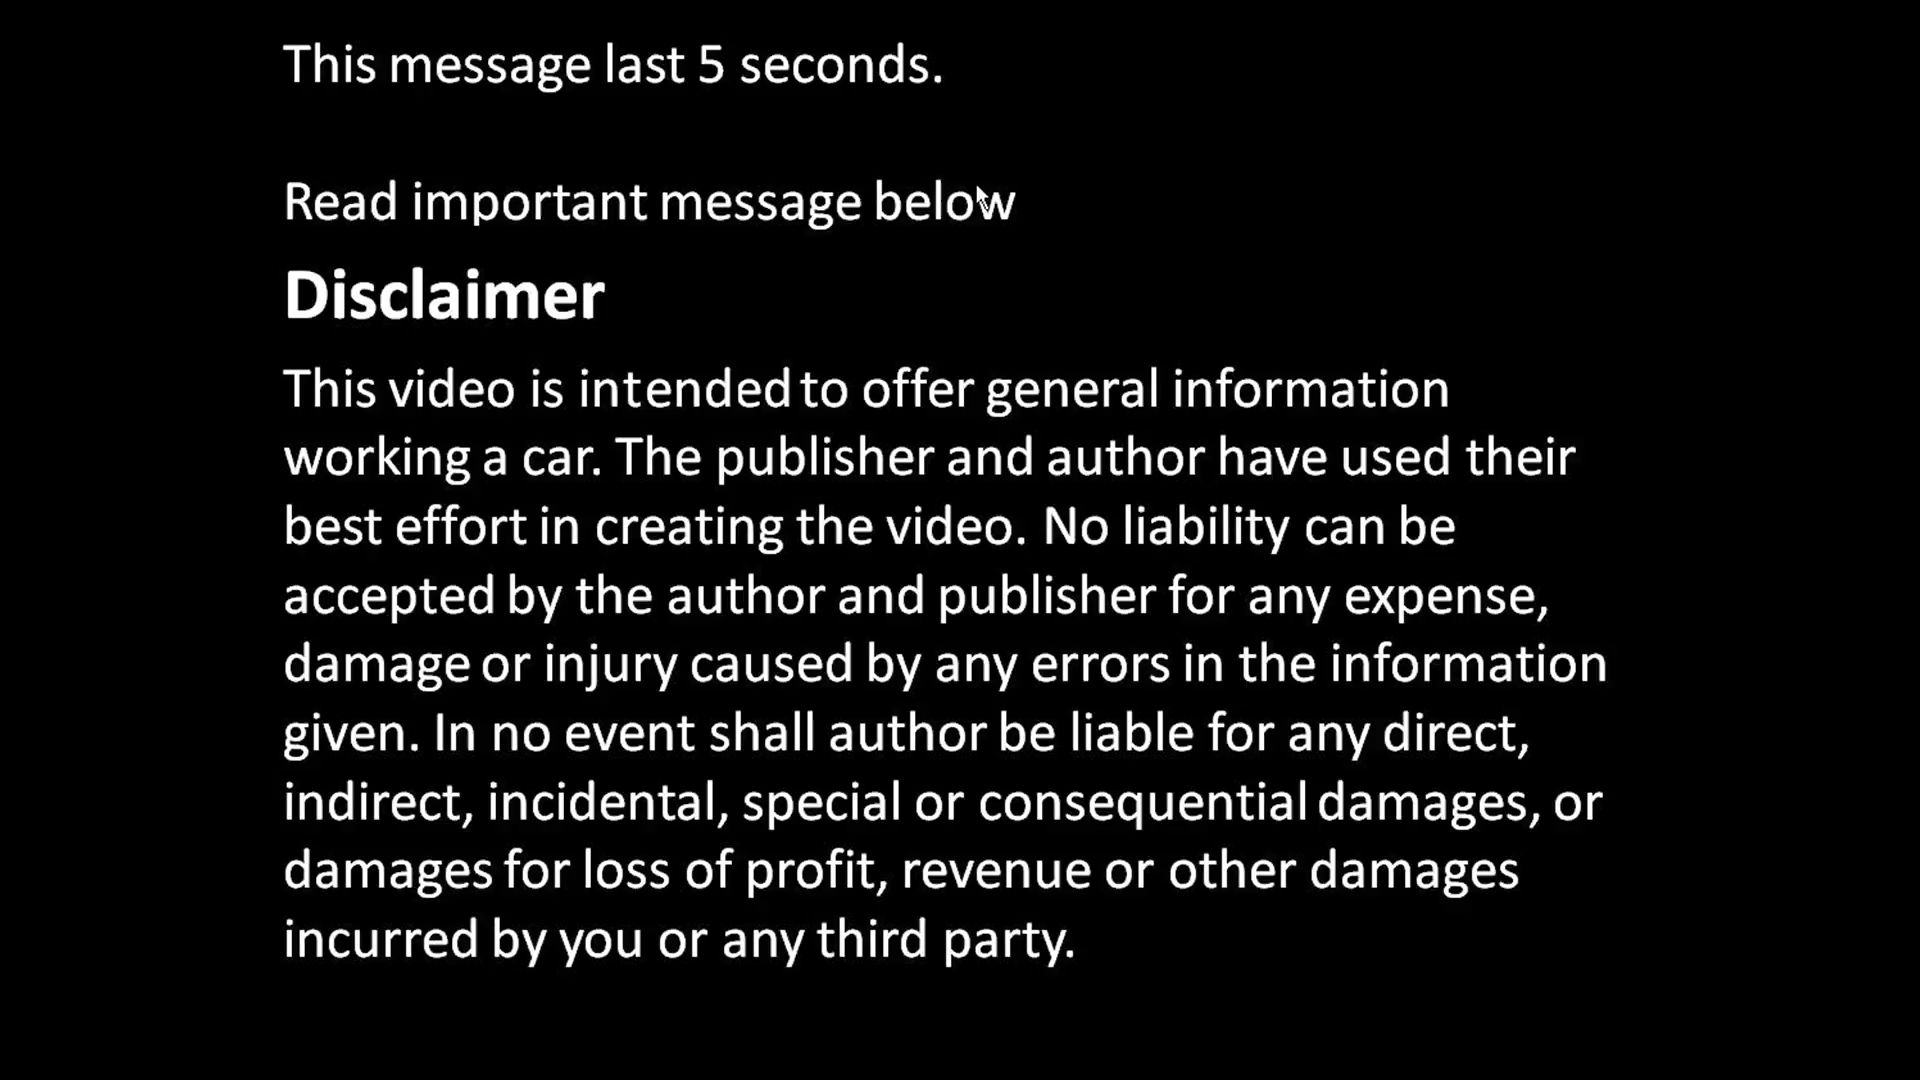 This message last 5 seconds.
Read important message below
Disclaimer
This video is intended to offer general information
working a car. The publisher and author have used their
best effort in creating the video. No liability can be
accepted by the author and publisher for any expense,
damage or injury caused by any errors in the information
given. In no event shall author be liable for any direct,
indirect, incidental, special or consequential damages, or
damages for loss of profit, revenue or other damages
incurred by you or any third party.